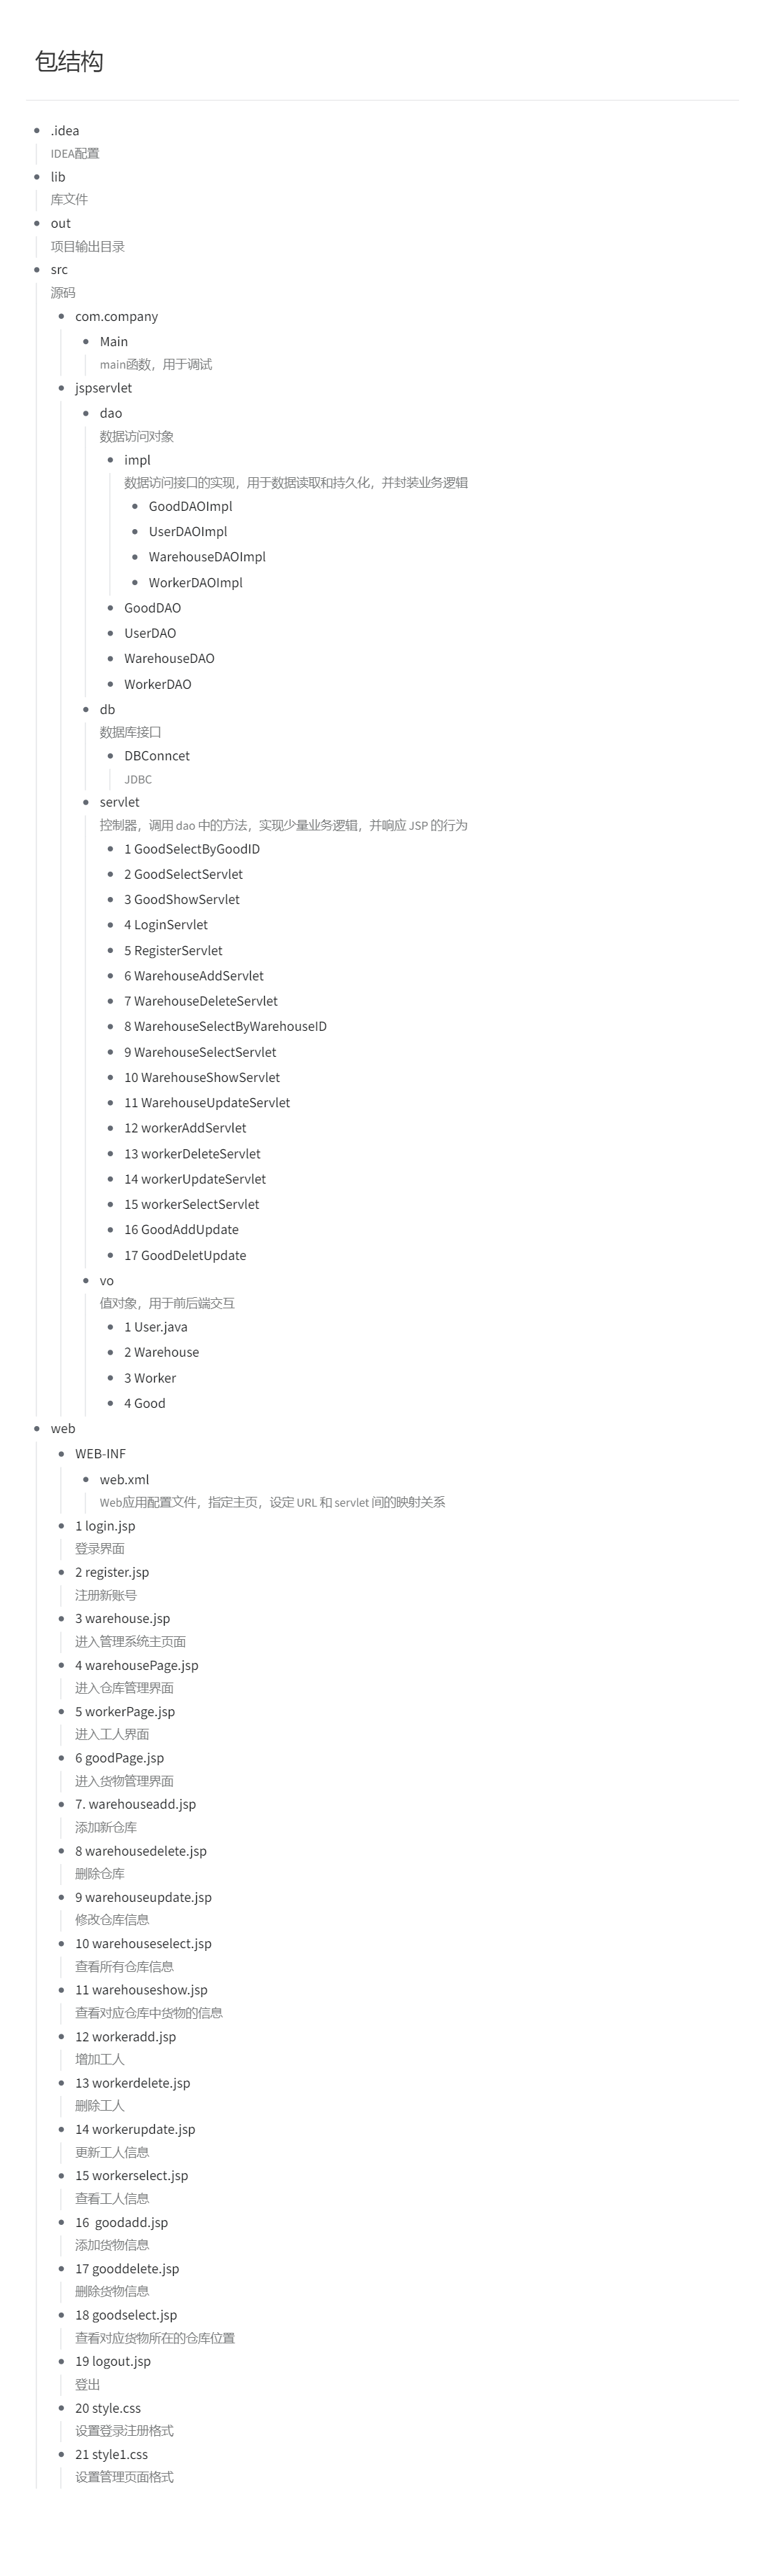 包结构
.idea
IDEA配置
lib
库文件
out
项目输出目录
src
源码
com.company
Main
main函数，用于调试
jspservlet
dao
数据访问对象
impl
数据访问接口的实现，用于数据读取和持久化，并封装业务逻辑
GoodDAOImpl
UserDAOImpl
WarehouseDAOImpl
WorkerDAOImpl
GoodDAO
UserDAO
WarehouseDAO
WorkerDAO
db
数据库接口
DBConncet
JDBC
servlet
控制器，调用 dao 中的方法，实现少量业务逻辑，并响应 JSP 的行为
1 GoodSelectByGoodID
2 GoodSelectServlet
3 GoodShowServlet
4 LoginServlet
5 RegisterServlet
6 WarehouseAddServlet
7 WarehouseDeleteServlet
8 WarehouseSelectByWarehouseID
9 WarehouseSelectServlet
10 WarehouseShowServlet
11 WarehouseUpdateServlet
12 workerAddServlet
13 workerDeleteServlet
14 workerUpdateServlet
15 workerSelectServlet
16 GoodAddUpdate
17 GoodDeletUpdate
vo
值对象，用于前后端交互
1 User.java
2 Warehouse
3 Worker
4 Good
web
WEB-INF
web.xml
Web应用配置文件，指定主页，设定 URL 和 servlet 间的映射关系
1 login.jsp
登录界面
2 register.jsp
注册新账号
3 warehouse.jsp
进入管理系统主页面
4 warehousePage.jsp
进入仓库管理界面
5 workerPage.jsp
进入工人界面
6 goodPage.jsp
进入货物管理界面
7. warehouseadd.jsp
添加新仓库
8 warehousedelete.jsp
删除仓库
9 warehouseupdate.jsp
修改仓库信息
10 warehouseselect.jsp
查看所有仓库信息
11 warehouseshow.jsp
查看对应仓库中货物的信息
12 workeradd.jsp
增加工人
13 workerdelete.jsp
删除工人
14 workerupdate.jsp
更新工人信息
15 workerselect.jsp
查看工人信息
16  goodadd.jsp
添加货物信息
17 gooddelete.jsp
删除货物信息
18 goodselect.jsp
查看对应货物所在的仓库位置
19 logout.jsp
登出
20 style.css
设置登录注册格式
21 style1.css
设置管理页面格式